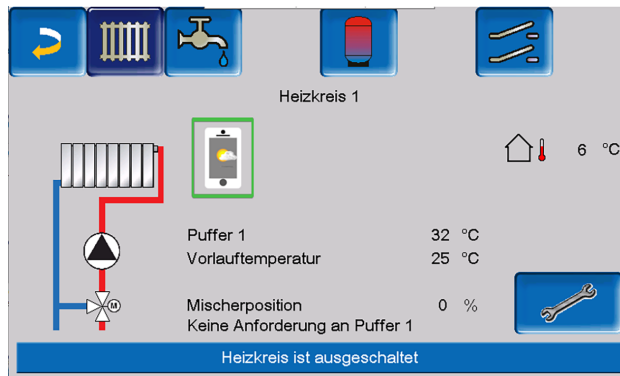 Heizkreis 1
6 °C
Puffer 1 32 °C
Vorlauftemperatur 25 °C
M
Mischerposition 0 %
Keine Anforderung an Puffer 1
Heizkreis ist ausgeschaltet